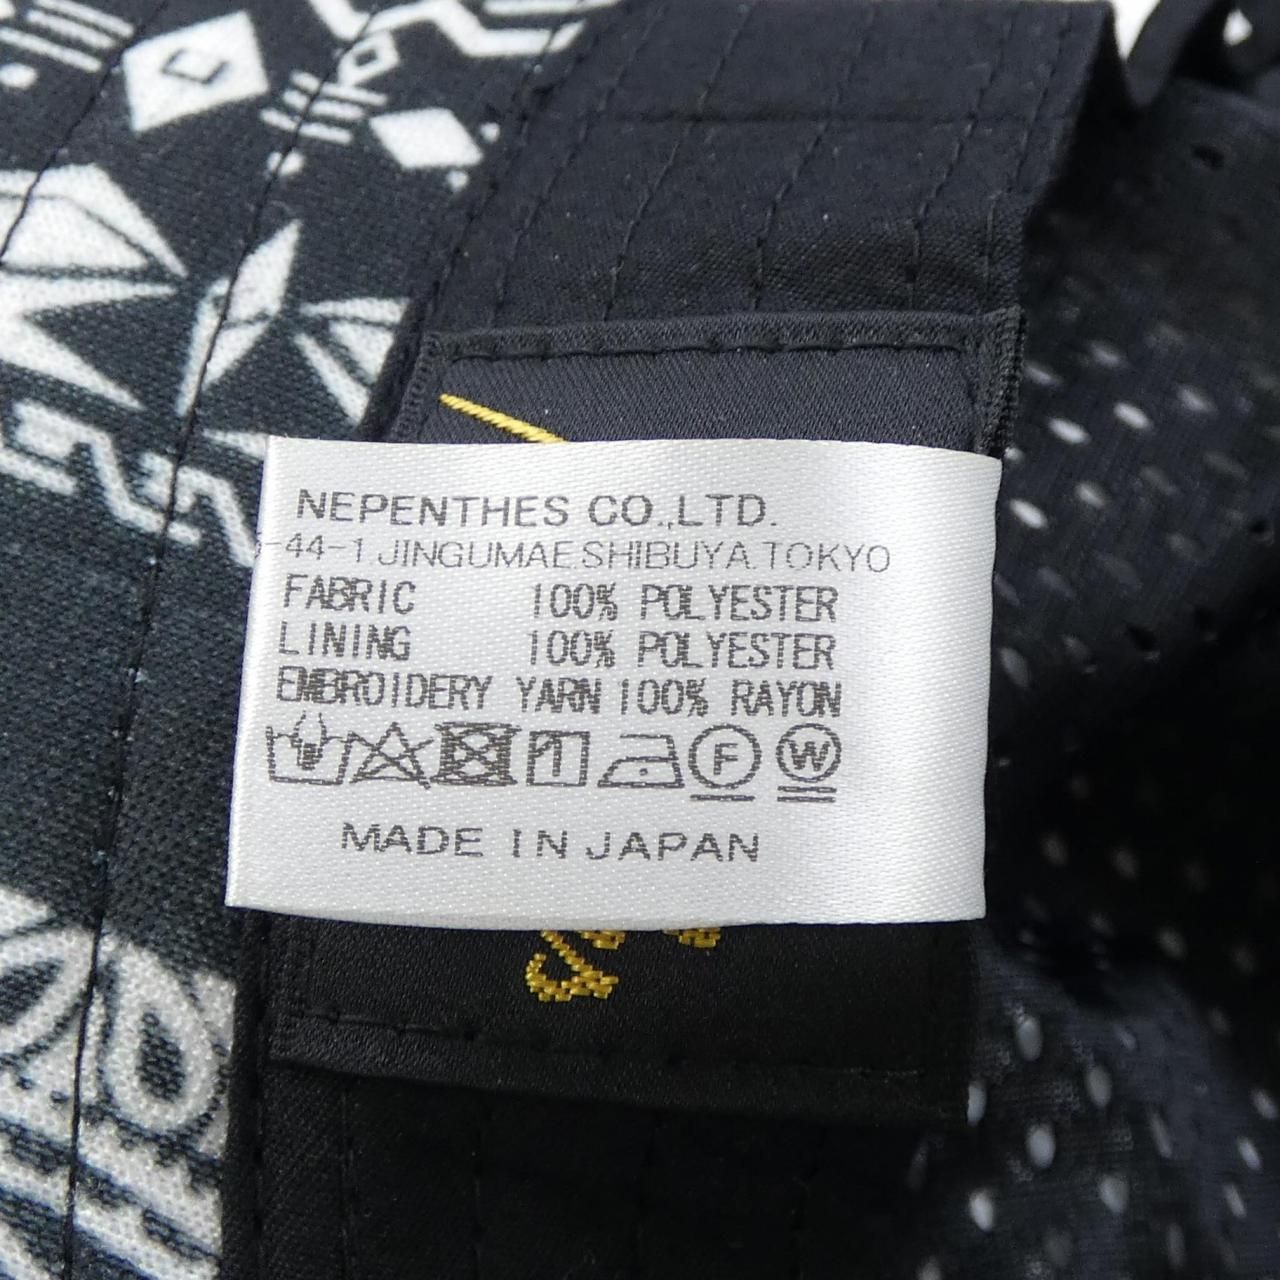 NEPENTHES CO.,LTD.
-44-1.JINGUMAE.SHIBUYA.TOKYO
FABRIC 100% POLYESTER
LINING 100% POLYESTER
EMBROIDERY YARN 100% RAYON
F W
MADE IN JAPAN